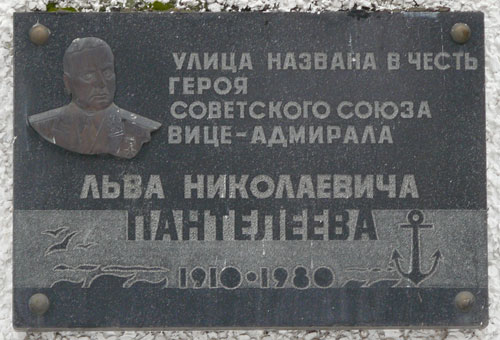 УЛИЦА НАЗВАНА В ЧЕСТЬ
ГЕРОЯ
СОВЕТСКОГО СОЮЗА
ВИЦЕ-АДМИРАЛА
ЛЬВА НИКОЛАЕВИЧА
ПАНТЕЛЕЕВА
1910·1980